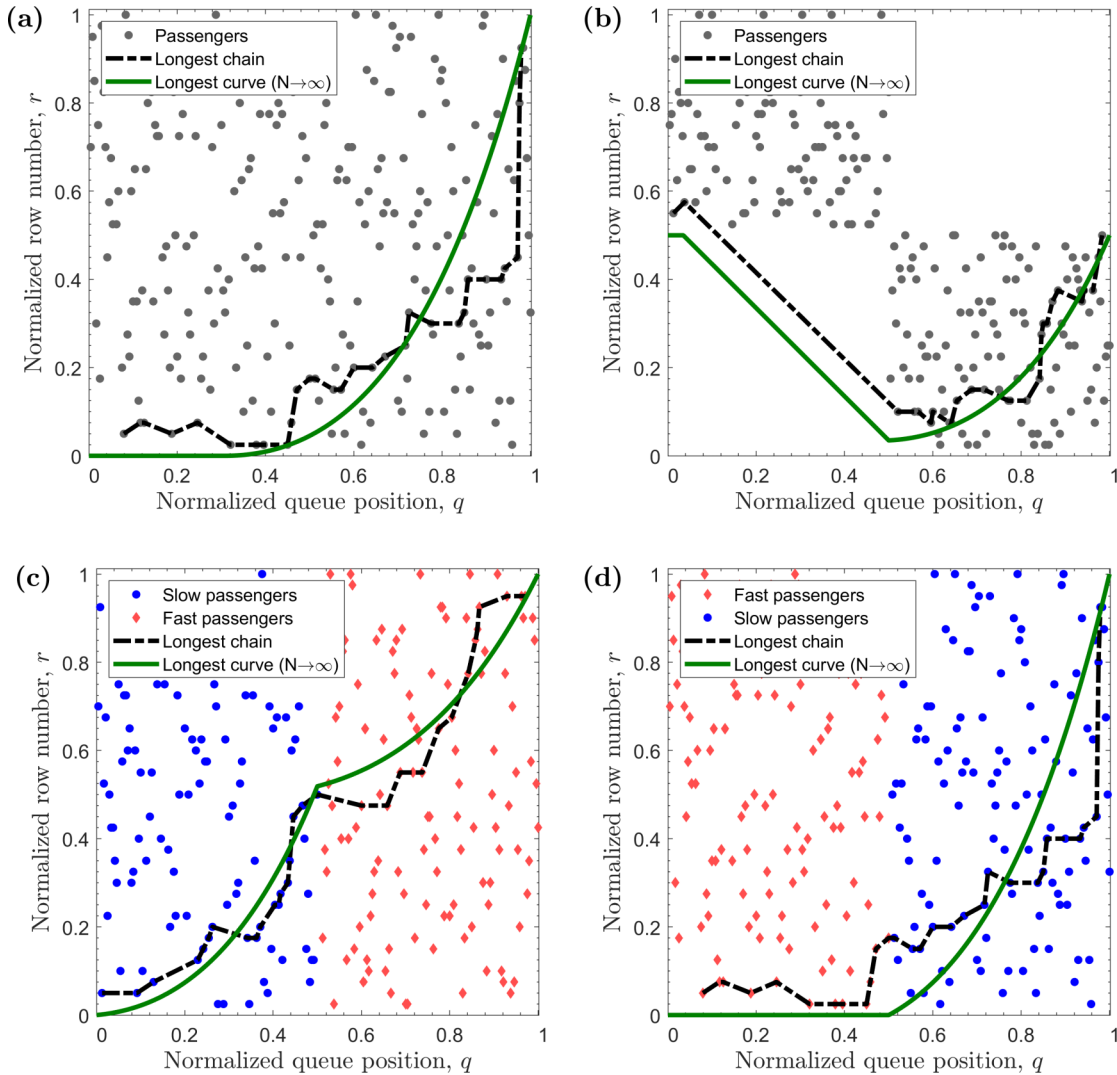 (a)
Passengers
Longest chain
Longest curve (N→∞)
Normalized row number, r
1
0.8
0.6
0.4
0.2
0
0 0.2 0.4 0.6 0.8 1
Normalized queue position, q
(b)
Passengers
Longest chain
Longest curve (N→∞)
Normalized row number, r
1
0.8
0.6
0.4
0.2
0
0 0.2 0.4 0.6 0.8 1
Normalized queue position, q
(c)
Slow passengers
Fast passengers
Longest chain
Longest curve (N→∞)
Normalized row number, r
1
0.8
0.6
0.4
0.2
0
0 0.2 0.4 0.6 0.8 1
Normalized queue position, q
(d)
Fast passengers
Slow passengers
Longest chain
Longest curve (N→∞)
Normalized row number, r
1
0.8
0.6
0.4
0.2
0
0 0.2 0.4 0.6 0.8 1
Normalized queue position, q